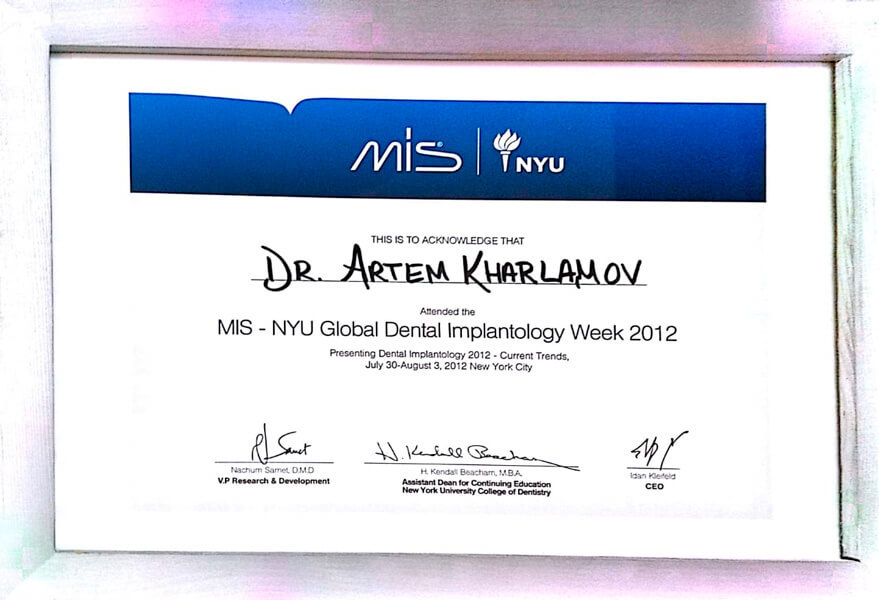 MIS® | NYU
THIS IS TO ACKNOWLEDGE THAT
DR. ARTEM KHARLAMOV
Attended the
MIS - NYU Global Dental Implantology Week 2012
Presenting Dental Implantology 2012 - Current Trends,
July 30-August 3, 2012 New York City
Nachum Samet, D.M.D
V.P Research & Development
H. Kendall Beacham
H. Kendall Beacham, M.B.A.
Assistant Dean for Continuing Education
New York University College of Dentistry
Idan Kleifeld
CEO